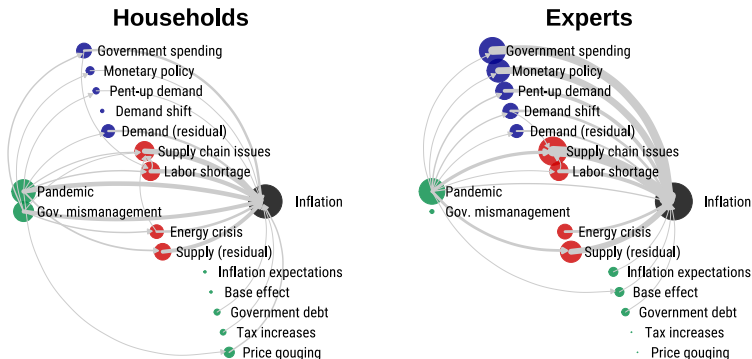 Households
Government spending
Monetary policy
Pent-up demand
Demand shift
Demand (residual)
Supply chain issues
Labor shortage
Pandemic
Gov. mismanagement
Inflation
Energy crisis
Supply (residual)
Inflation expectations
Base effect
Government debt
Tax increases
Price gouging
Experts
Government spending
Monetary policy
Pent-up demand
Demand shift
Demand (residual)
Supply chain issues
Labor shortage
Pandemic
Gov. mismanagement
Inflation
Energy crisis
Supply (residual)
Inflation expectations
Base effect
Government debt
Tax increases
Price gouging